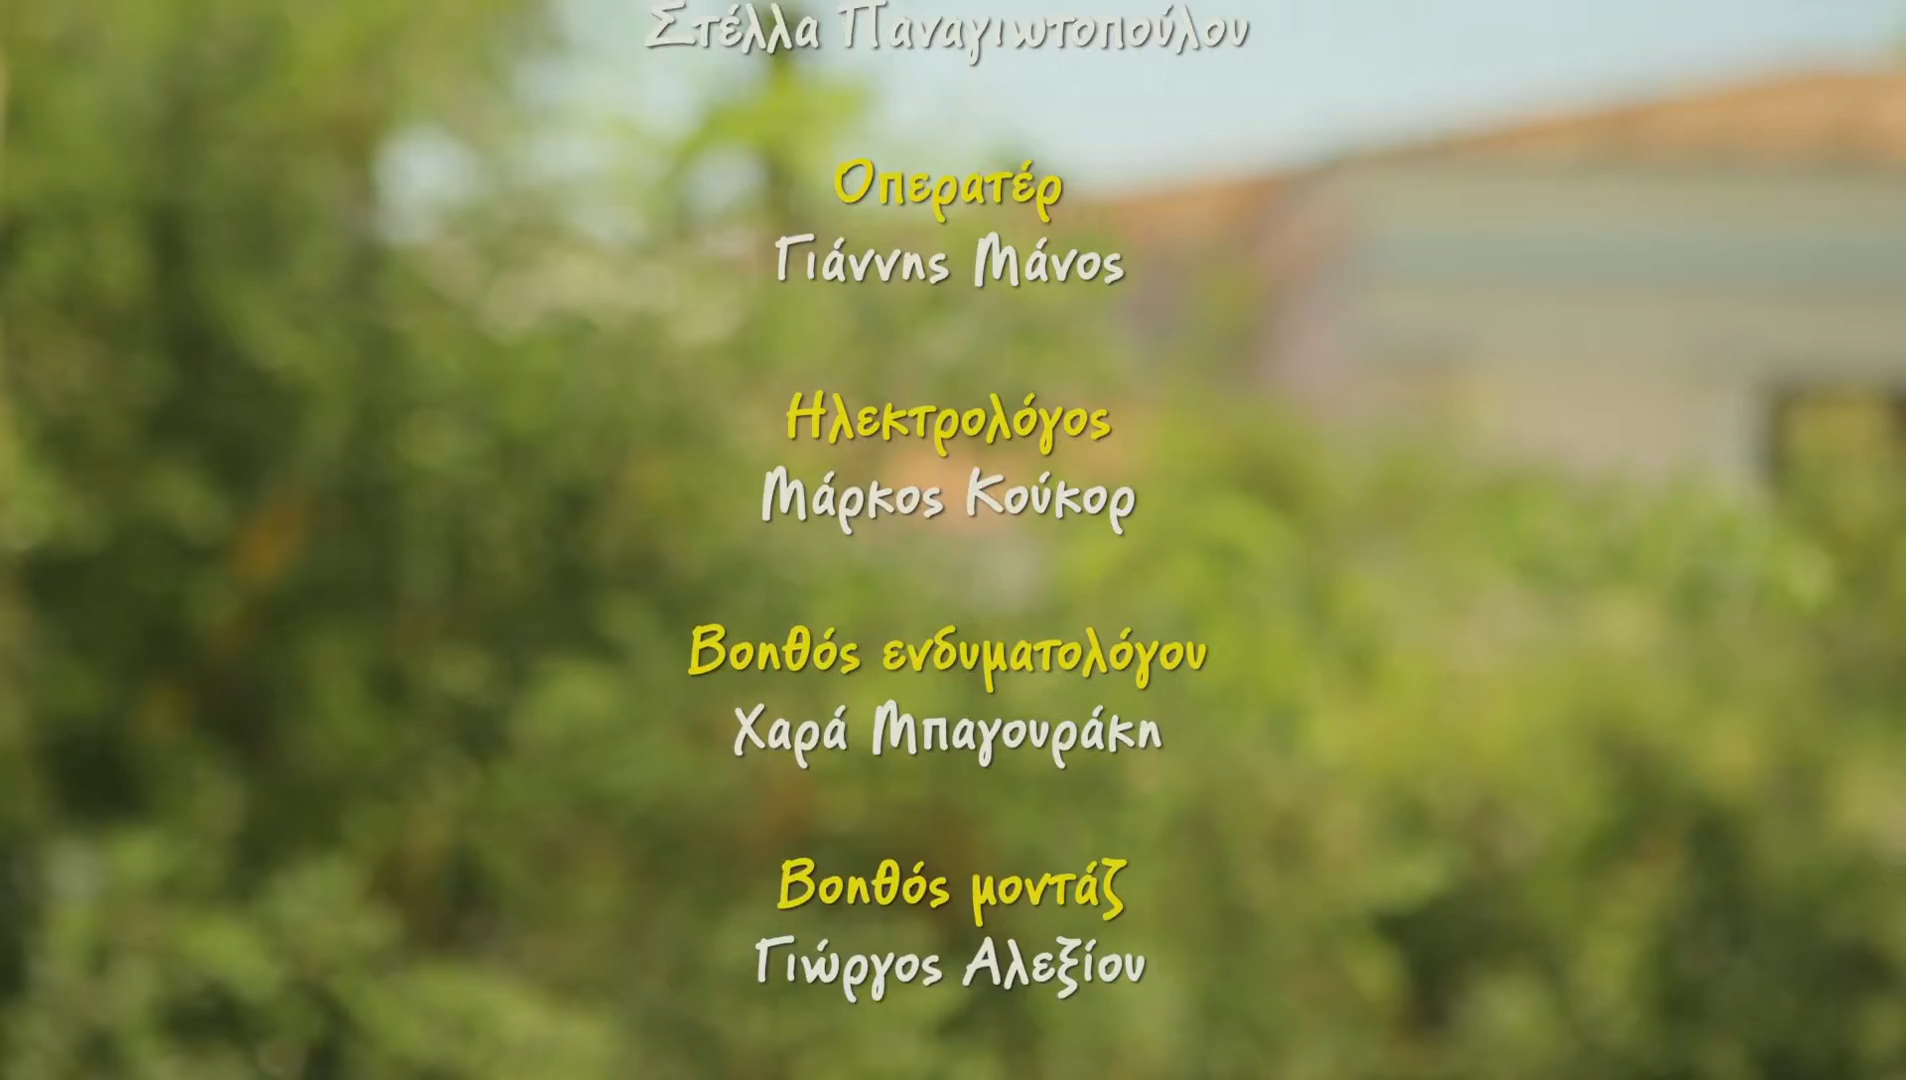 Στέλλα Παναγιωτοπούλου
Οπερατέρ
Γιάννης Μάνος
Ηλεκτρολόγος
Μάρκος Κούκορ
Βοηθός ενδυματολόγου
Χαρά Μπαγουράκη
Βοηθός μοντάζ
Γιώργος Αλεξίου